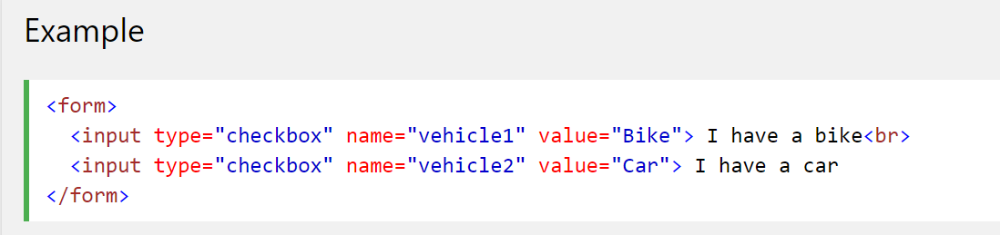 Example
<form>
<input type="checkbox" name="vehicle1" value="Bike"> I have a bike<br>
<input type="checkbox" name="vehicle2" value="Car"> I have a car
</form>